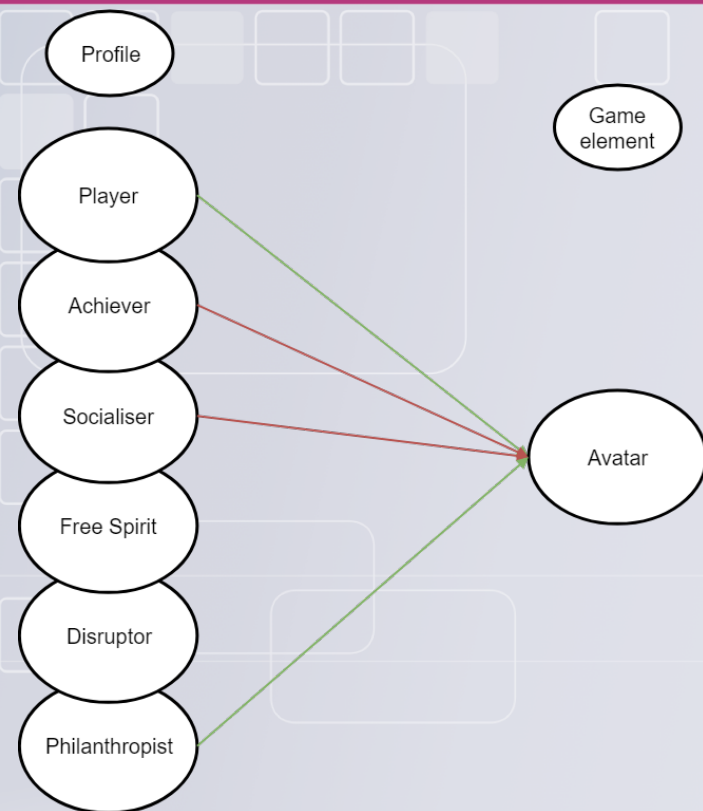 Profile
Game
element
Player
Achiever
Socialiser
Avatar
Free Spirit
Disruptor
Philanthropist